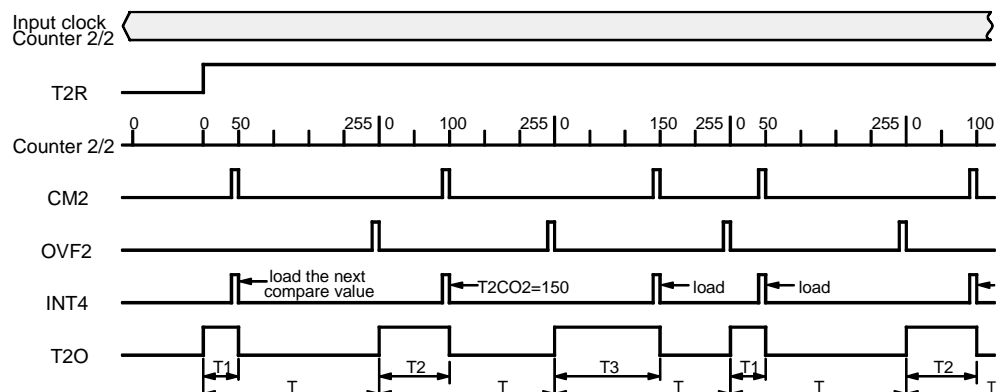 Input clock
Counter 2/2
T2R
0 0 50 255 0 100 255 0 150 255 0 50 255 0 100
Counter 2/2
CM2
OVF2
INT4
load the next
compare value
T2CO2=150
load
load
T2O
T1 T2 T3 T1 T2
T T T T T